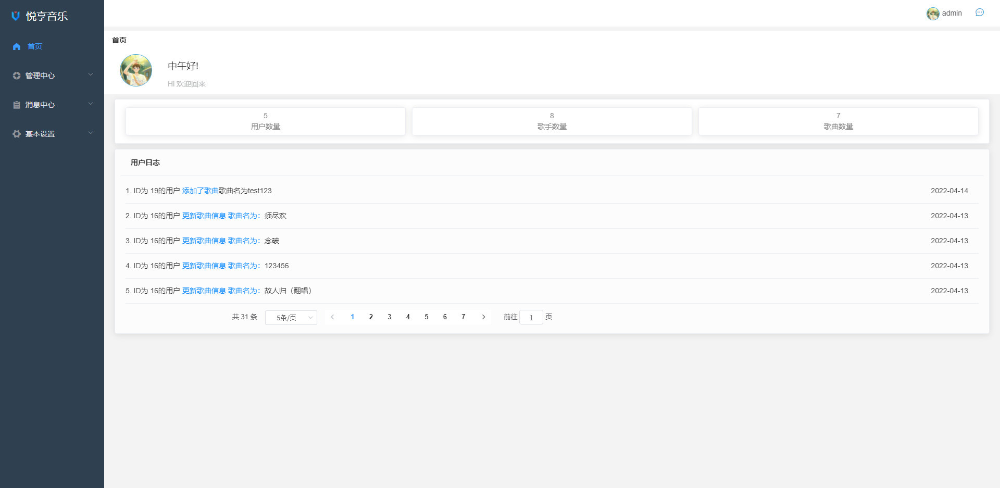 悦享音乐
admin
首页
管理中心
消息中心
基本设置
首页
中午好!
Hi 欢迎回来
5
用户数量
8
歌手数量
7
歌曲数量
用户日志
1. ID为 19的用户 添加了歌曲歌曲名为test123 2022-04-14
2. ID为 16的用户 更新歌曲信息 歌曲名为：须尽欢 2022-04-13
3. ID为 16的用户 更新歌曲信息 歌曲名为：念破 2022-04-13
4. ID为 16的用户 更新歌曲信息 歌曲名为：123456 2022-04-13
5. ID为 16的用户 更新歌曲信息 歌曲名为：故人归（翻唱） 2022-04-13
共 31 条 5条/页 1 2 3 4 5 6 7 前往 1 页